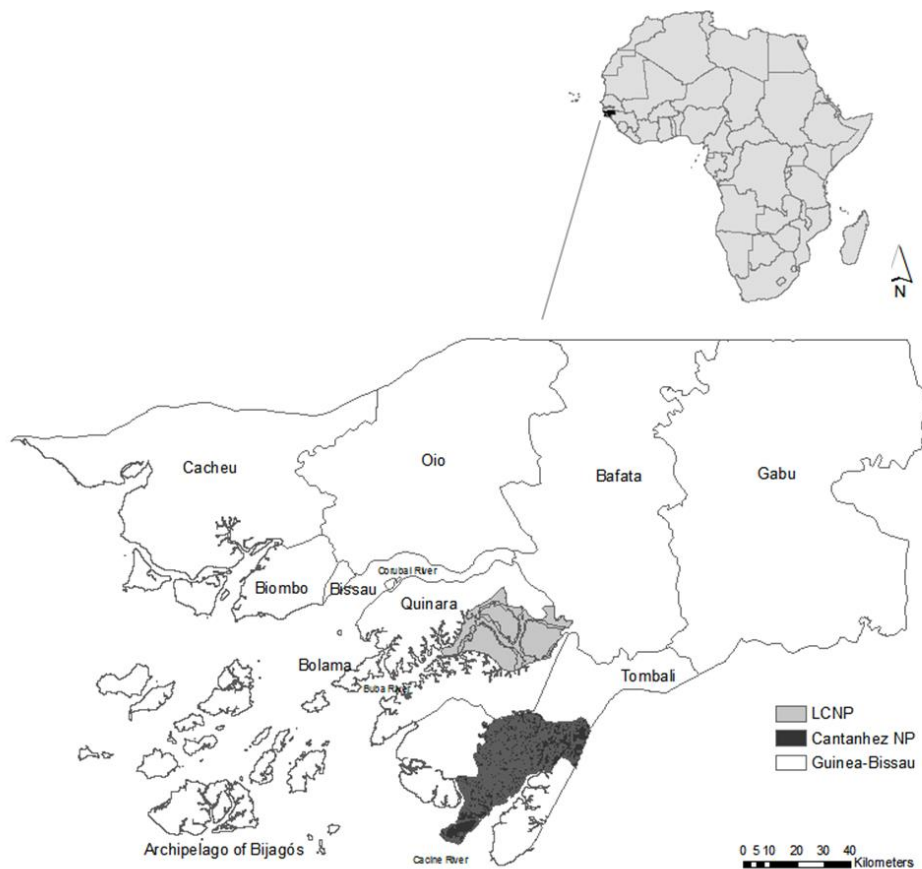 N
Cacheu
Oio
Bafata
Gabu
Corubal River
Biombo
Bissau
Quinara
Bolama
Buba River
Tombali
LCNP
Cantanhez NP
Guinea-Bissau
Archipelago of Bijagós
Cacine River
0 5 10 20 30 40
Kilometers